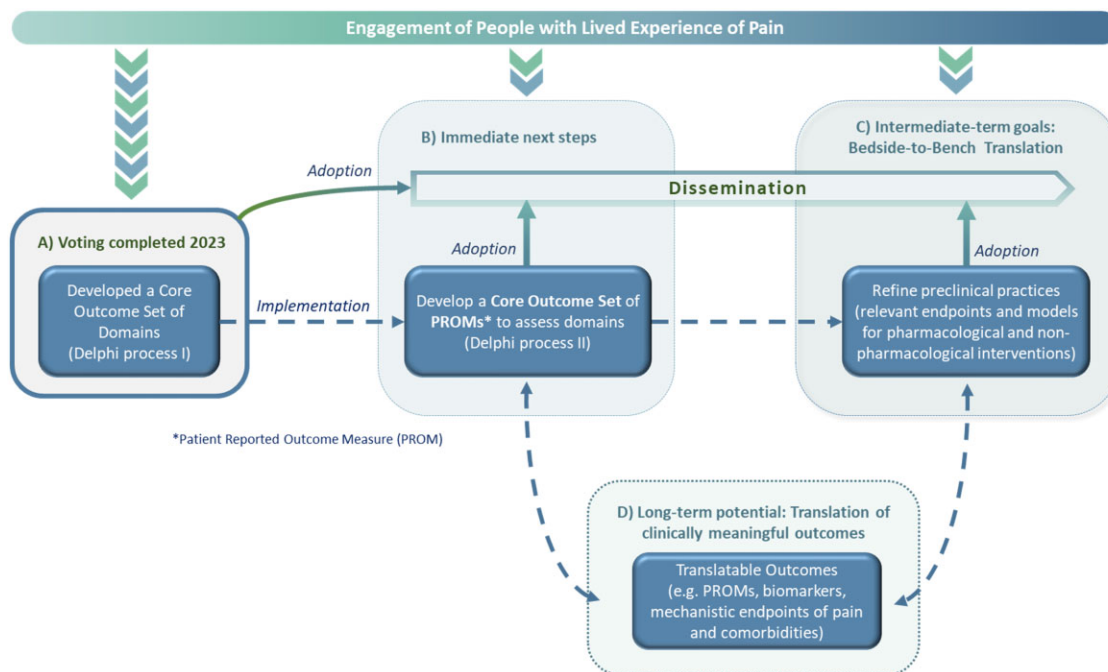 Engagement of People with Lived Experience of Pain
B) Immediate next steps
C) Intermediate-term goals:
Bedside-to-Bench Translation
Adoption
Dissemination
A) Voting completed 2023
Developed a Core
Outcome Set of
Domains
(Delphi process I)
Implementation
Adoption
Develop a Core Outcome Set of
PROMs* to assess domains
(Delphi process II)
Adoption
Refine preclinical practices
(relevant endpoints and models
for pharmacological and non-
pharmacological interventions)
*Patient Reported Outcome Measure (PROM)
D) Long-term potential: Translation of
clinically meaningful outcomes
Translatable Outcomes
(e.g. PROMs, biomarkers,
mechanistic endpoints of pain
and comorbidities)